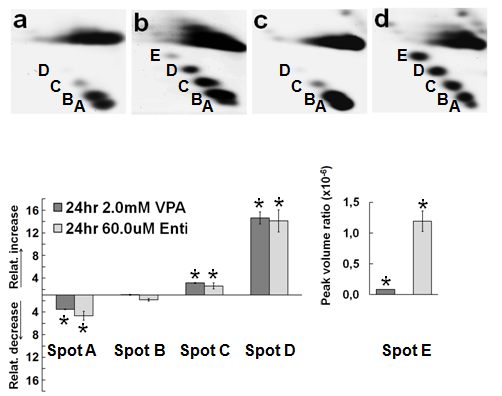 a b c d
E E
D D D D
C C C C
B B B B
A A A A
24hr 2.0mM VPA
24hr 60.0uM Enti
Relat. increase
Relat. decrease
16
12
8
4
4
8
12
16
* * * * * *
Spot A Spot B Spot C Spot D
Peak volume ratio (x10⁻⁶)
1,5
1,0
0,5
0,0
* *
Spot E